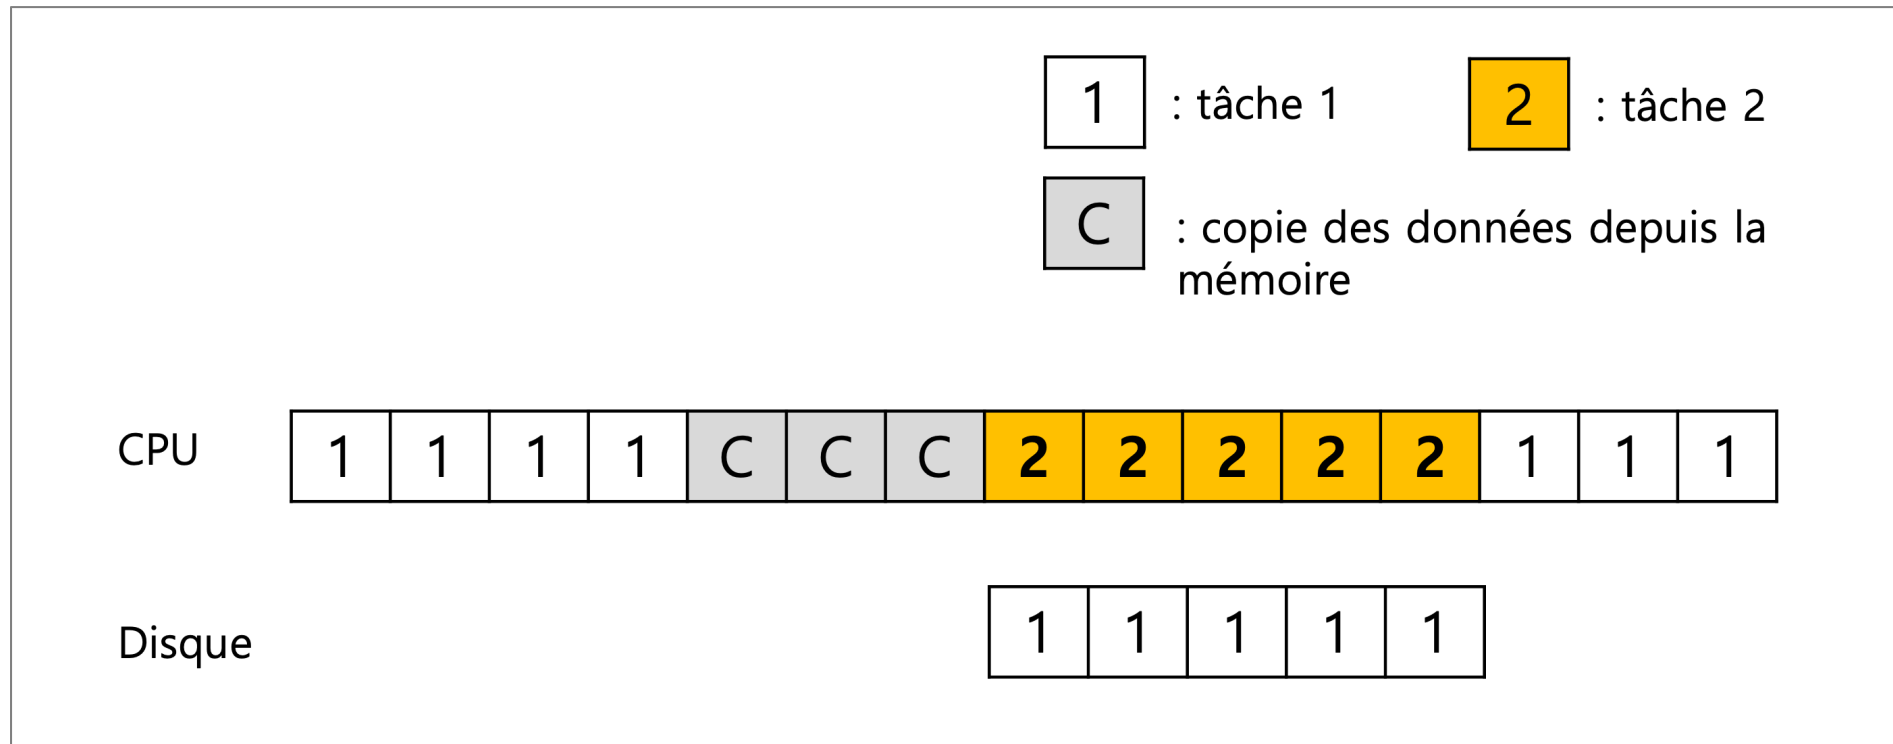 1 : tâche 1 2 : tâche 2
C : copie des données depuis la
mémoire
CPU 1 1 1 1 C C C 2 2 2 2 2 1 1 1
Disque 1 1 1 1 1